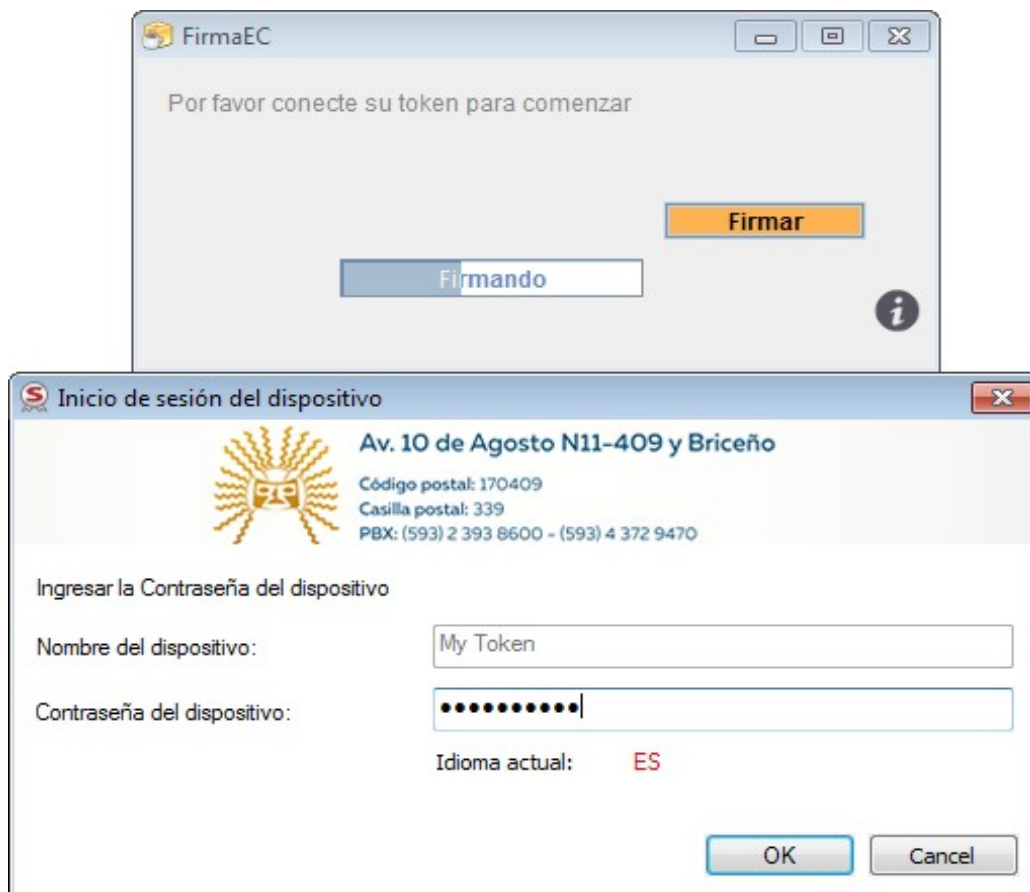 FirmaEC
Por favor conecte su token para comenzar
Firmar
Firmando
Inicio de sesión del dispositivo
Av. 10 de Agosto N11-409 y Briceño
Código postal: 170409
Casilla postal: 339
PBX: (593) 2 393 8600 - (593) 4 372 9470
Ingresar la Contraseña del dispositivo
Nombre del dispositivo: My Token
Contraseña del dispositivo: ••••••••••
Idioma actual: ES
OK Cancel